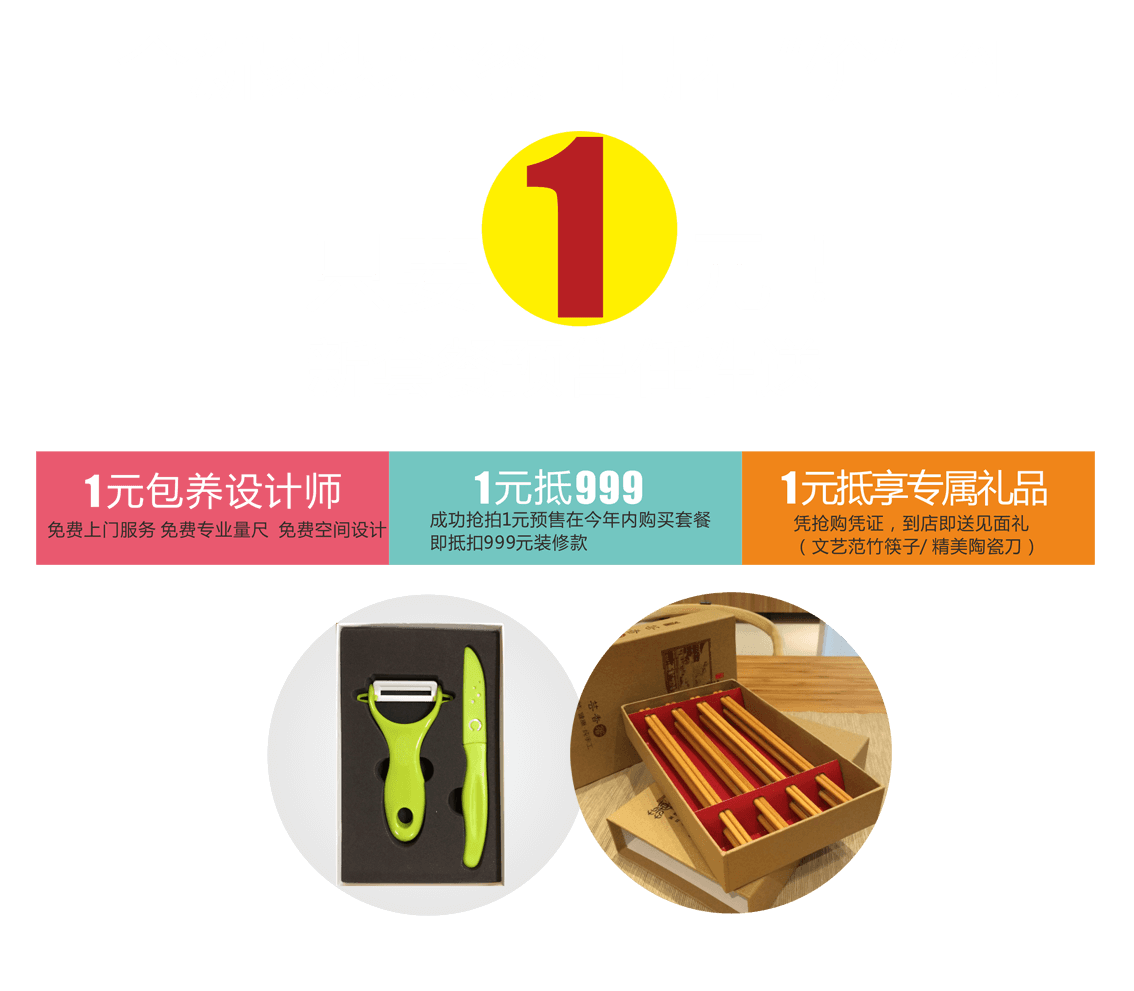 1
1元包养设计师
免费上门服务 免费专业量尺 免费空间设计
1元抵999
成功抢拍1元预售在今年内购买套餐
即抵扣999元装修款
1元抵享专属礼品
凭抢购凭证，到店即送见面礼
（文艺范竹筷子/ 精美陶瓷刀）